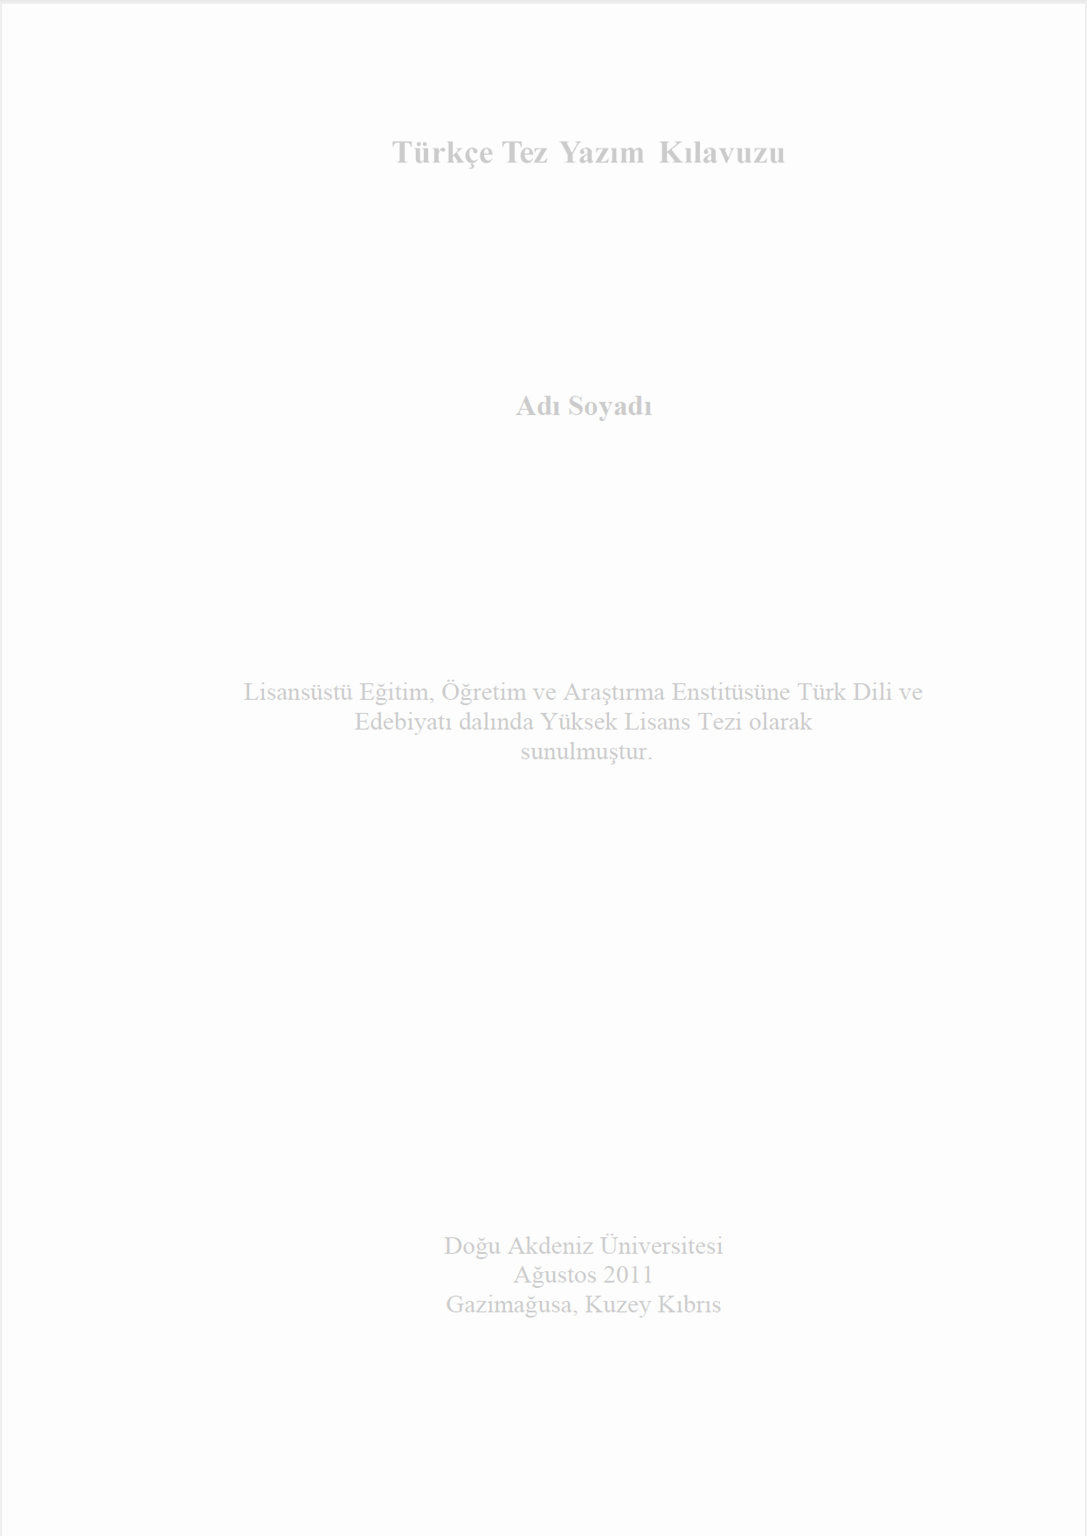 Türkçe Tez Yazım Kılavuzu
Adı Soyadı
Lisansüstü Eğitim, Öğretim ve Araştırma Enstitüsüne Türk Dili ve
Edebiyatı dalında Yüksek Lisans Tezi olarak
sunulmuştur.
Doğu Akdeniz Üniversitesi
Ağustos 2011
Gazimağusa, Kuzey Kıbrıs